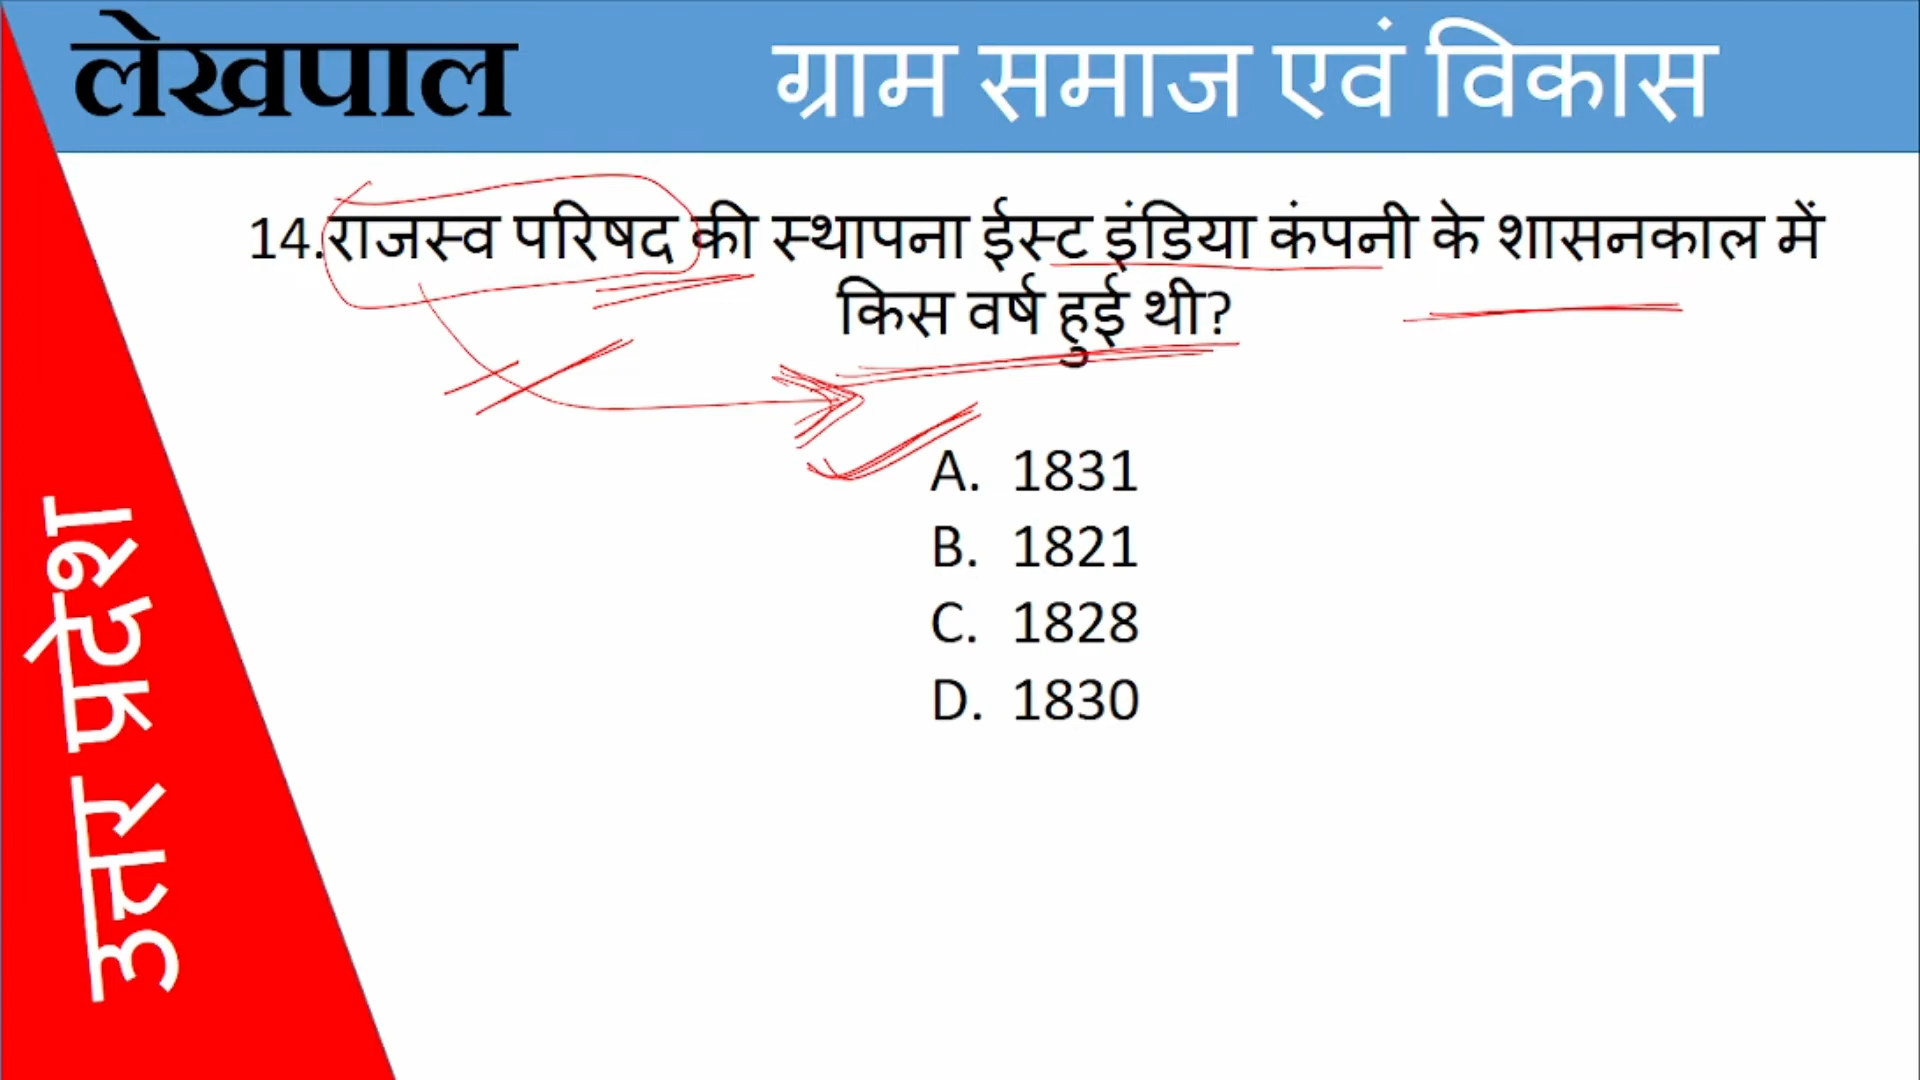 लेखपाल
ग्राम समाज एवं विकास
14.राजस्व परिषद की स्थापना ईस्ट इंडिया कंपनी के शासनकाल में
किस वर्ष हुई थी?
A. 1831
B. 1821
C. 1828
D. 1830
उत्तर प्रदेश